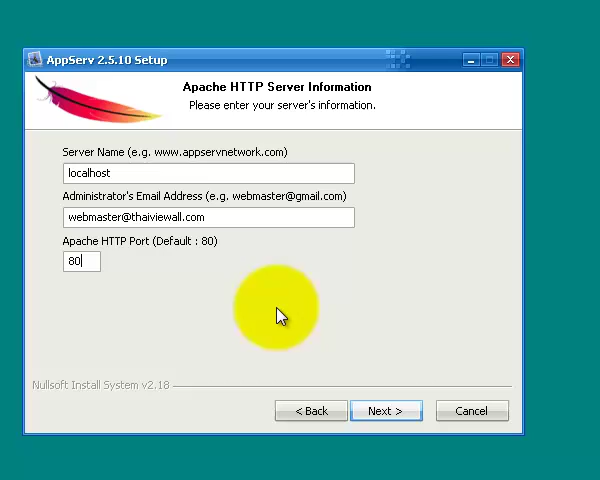 AppServ 2.5.10 Setup
Apache HTTP Server Information
Please enter your server's information.
Server Name (e.g. www.appservnetwork.com)
localhost
Administrator's Email Address (e.g. webmaster@gmail.com)
webmaster@thaiviewall.com
Apache HTTP Port (Default : 80)
80
Nullsoft Install System v2.18
< Back Next > Cancel